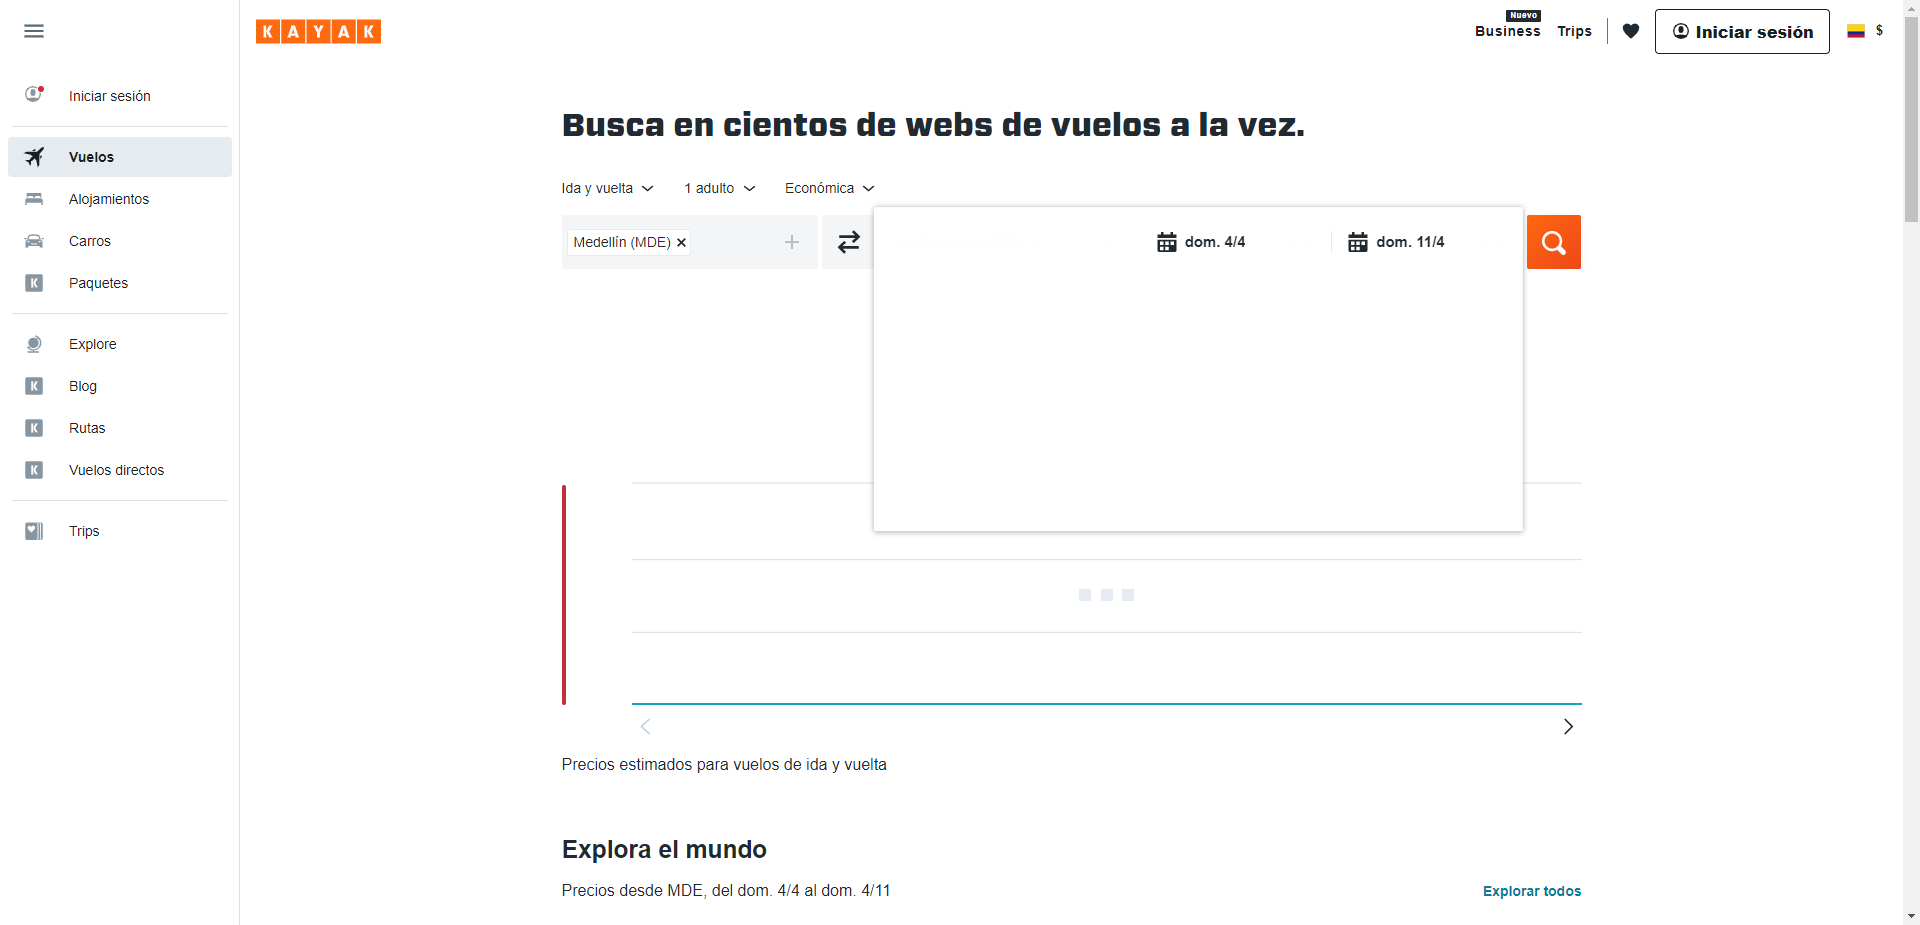 KAYAK
Nuevo
Business
Trips
Iniciar sesión
$
Iniciar sesión
Vuelos
Alojamientos
Carros
K Paquetes
Explore
K Blog
K Rutas
K Vuelos directos
Trips
Busca en cientos de webs de vuelos a la vez.
Ida y vuelta
1 adulto
Económica
Medellín (MDE)
dom. 4/4
dom. 11/4
Precios estimados para vuelos de ida y vuelta
Explora el mundo
Precios desde MDE, del dom. 4/4 al dom. 4/11
Explorar todos